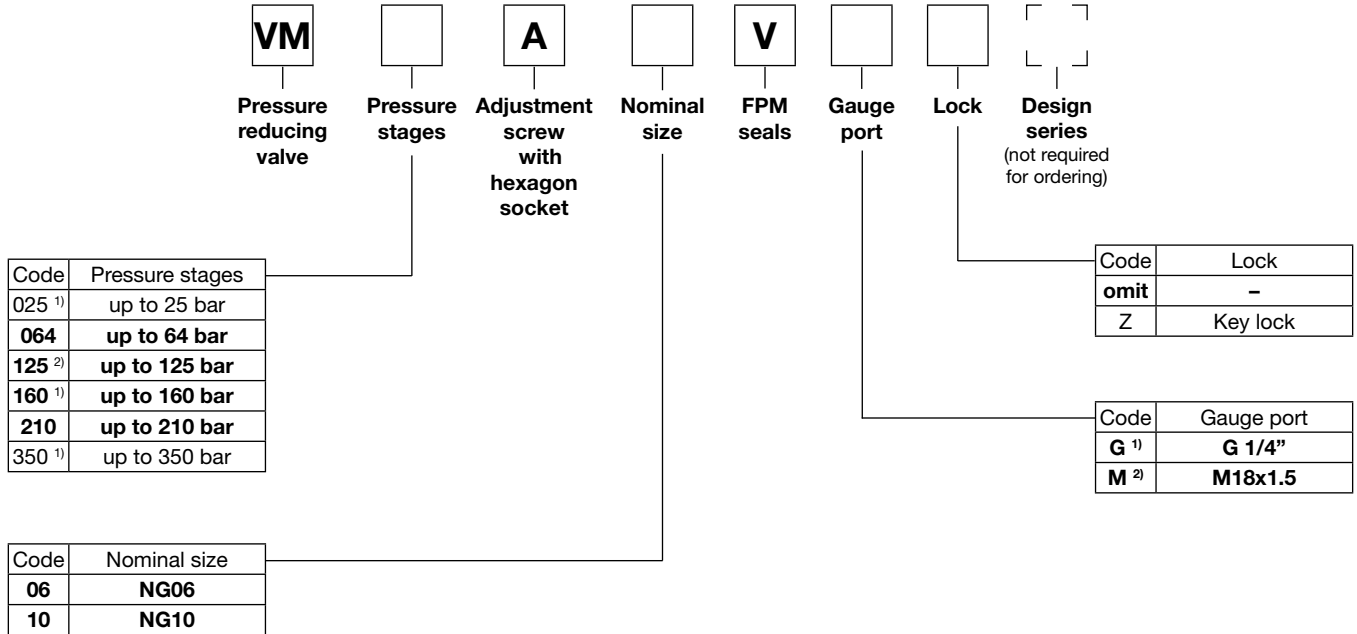 VM A V
Pressure reducing valve
Pressure stages
Adjustment screw with hexagon socket
Nominal size
FPM seals
Gauge port
Lock
Design series (not required for ordering)
Code Pressure stages
025 1) up to 25 bar
064 up to 64 bar
125 2) up to 125 bar
160 1) up to 160 bar
210 up to 210 bar
350 1) up to 350 bar
Code Lock
omit –
Z Key lock
Code Gauge port
G 1) G 1/4”
M 2) M18x1.5
Code Nominal size
06 NG06
10 NG10